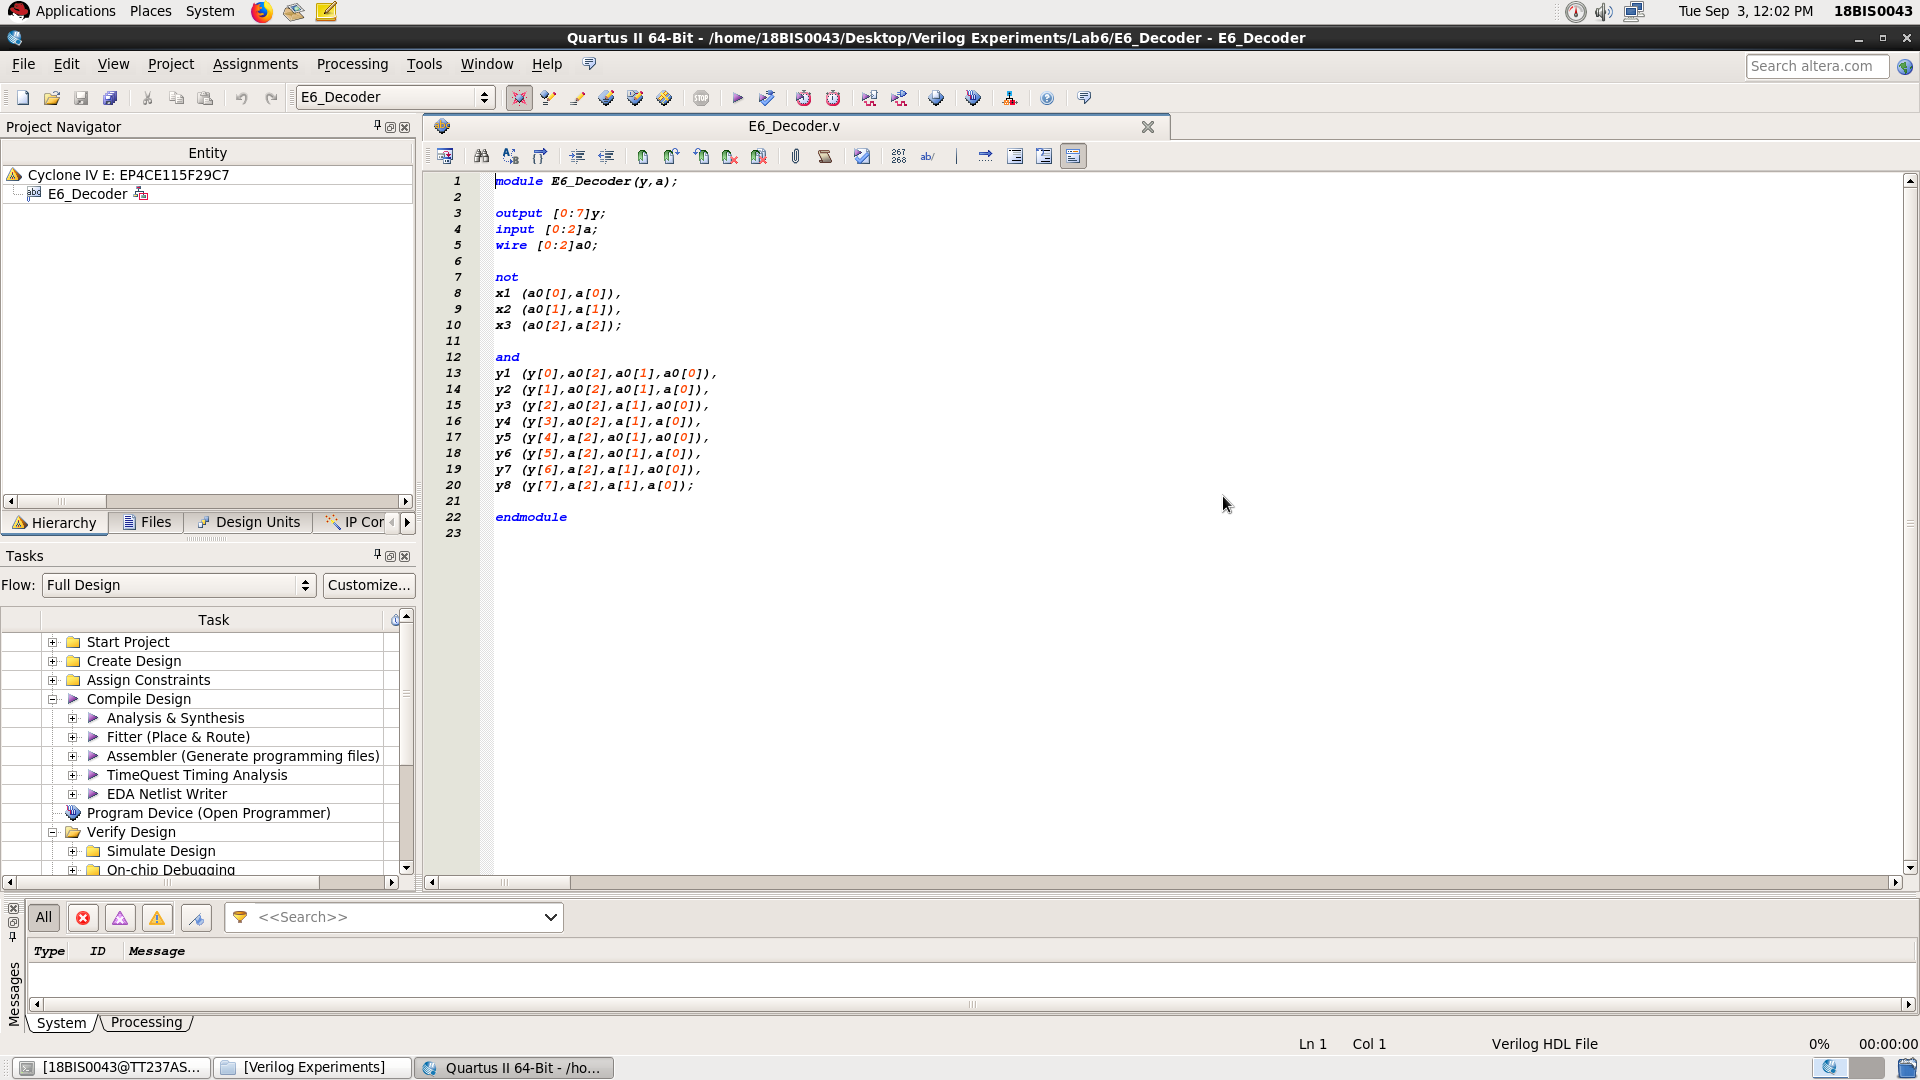 Applications Places System
Tue Sep 3, 12:02 PM 18BIS0043
Quartus II 64-Bit - /home/18BIS0043/Desktop/Verilog Experiments/Lab6/E6_Decoder - E6_Decoder
File Edit View Project Assignments Processing Tools Window Help
Search altera.com
E6_Decoder
STOP
Project Navigator
Entity
Cyclone IV E: EP4CE115F29C7
abd E6_Decoder
Hierarchy Files Design Units IP Cor
Tasks
Flow: Full Design Customize...
Task
Start Project
Create Design
Assign Constraints
Compile Design
Analysis & Synthesis
Fitter (Place & Route)
Assembler (Generate programming files)
TimeQuest Timing Analysis
EDA Netlist Writer
Program Device (Open Programmer)
Verify Design
Simulate Design
On-chip Debugging
E6_Decoder.v
267
268
ab/
1 module E6_Decoder(y,a);
2
3 output [0:7]y;
4 input [0:2]a;
5 wire [0:2]a0;
6
7 not
8 x1 (a0[0],a[0]),
9 x2 (a0[1],a[1]),
10 x3 (a0[2],a[2]);
11
12 and
13 y1 (y[0],a0[2],a0[1],a0[0]),
14 y2 (y[1],a0[2],a0[1],a[0]),
15 y3 (y[2],a0[2],a[1],a0[0]),
16 y4 (y[3],a0[2],a[1],a[0]),
17 y5 (y[4],a[2],a0[1],a0[0]),
18 y6 (y[5],a[2],a0[1],a[0]),
19 y7 (y[6],a[2],a[1],a0[0]),
20 y8 (y[7],a[2],a[1],a[0]);
21
22 endmodule
23
All <<Search>>
Type ID Message
Messages
System Processing
Ln 1 Col 1 Verilog HDL File 0% 00:00:00
[18BIS0043@TT237AS... [Verilog Experiments] Quartus II 64-Bit - /ho...